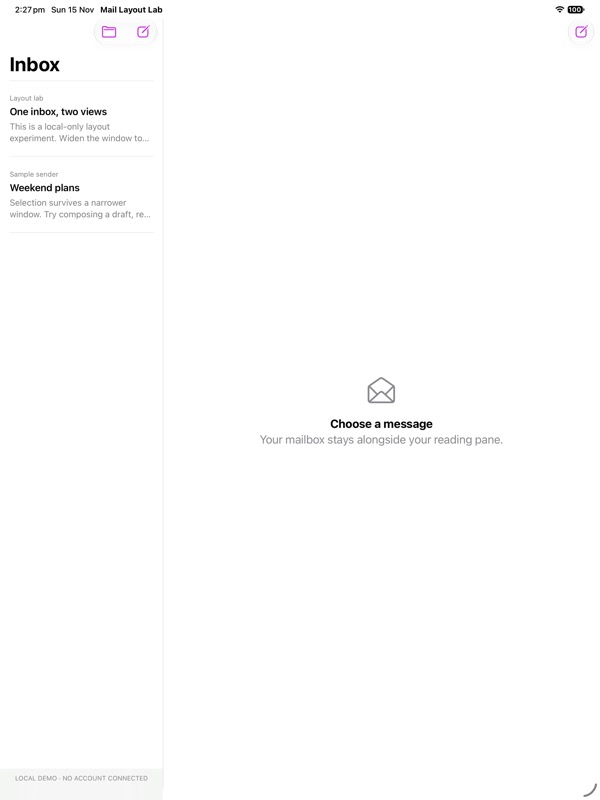 2:27 pm Sun 15 Nov Mail Layout Lab
100
Inbox
Layout lab
One inbox, two views
This is a local-only layout
experiment. Widen the window to...
Sample sender
Weekend plans
Selection survives a narrower
window. Try composing a draft, re...
Choose a message
Your mailbox stays alongside your reading pane.
LOCAL DEMO · NO ACCOUNT CONNECTED